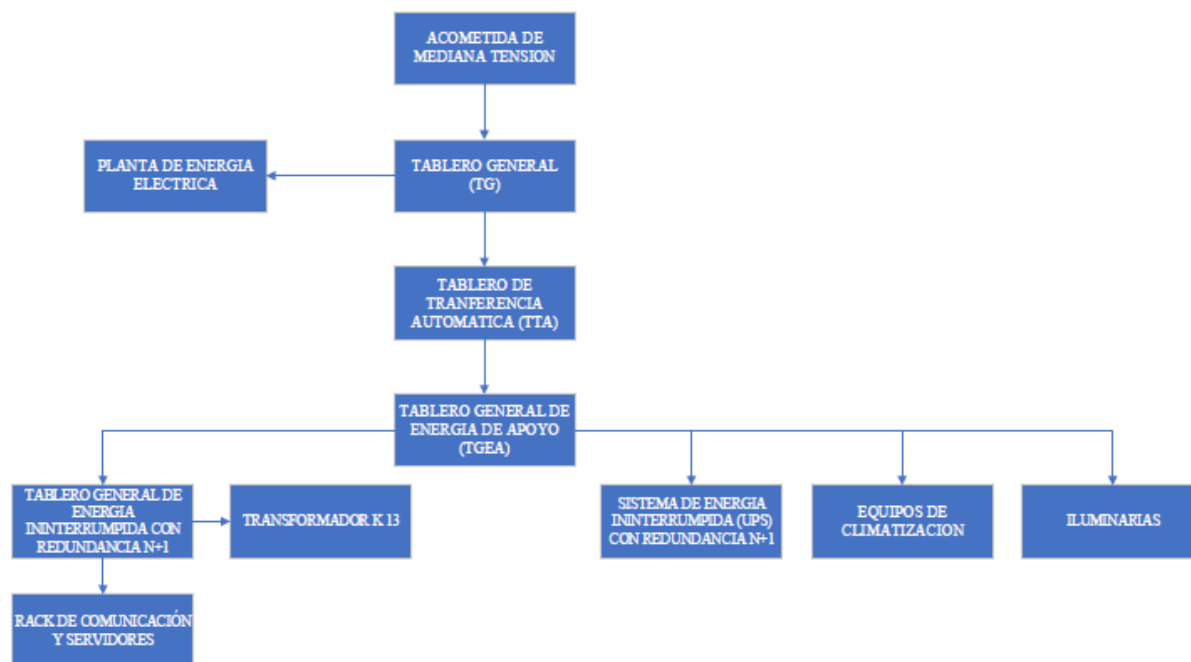 ACOMETIDA DE
MEDIANA TENSION
PLANTA DE ENERGIA
ELECTRICA
TABLERO GENERAL
(TG)
TABLERO DE
TRANFERENCIA
AUTOMATICA (TTA)
TABLERO GENERAL DE
ENERGIA DE APOYO
(TGEA)
TABLERO GENERAL DE
ENERGIA
ININTERRUMPIDA CON
REDUNDANCIA N+1
TRANSFORMADOR K 13
SISTEMA DE ENERGIA
ININTERRUMPIDA (UPS)
CON REDUNDANCIA N+1
EQUIPOS DE
CLIMATIZACION
ILUMINARIAS
RACK DE COMUNICACIÓN
Y SERVIDORES